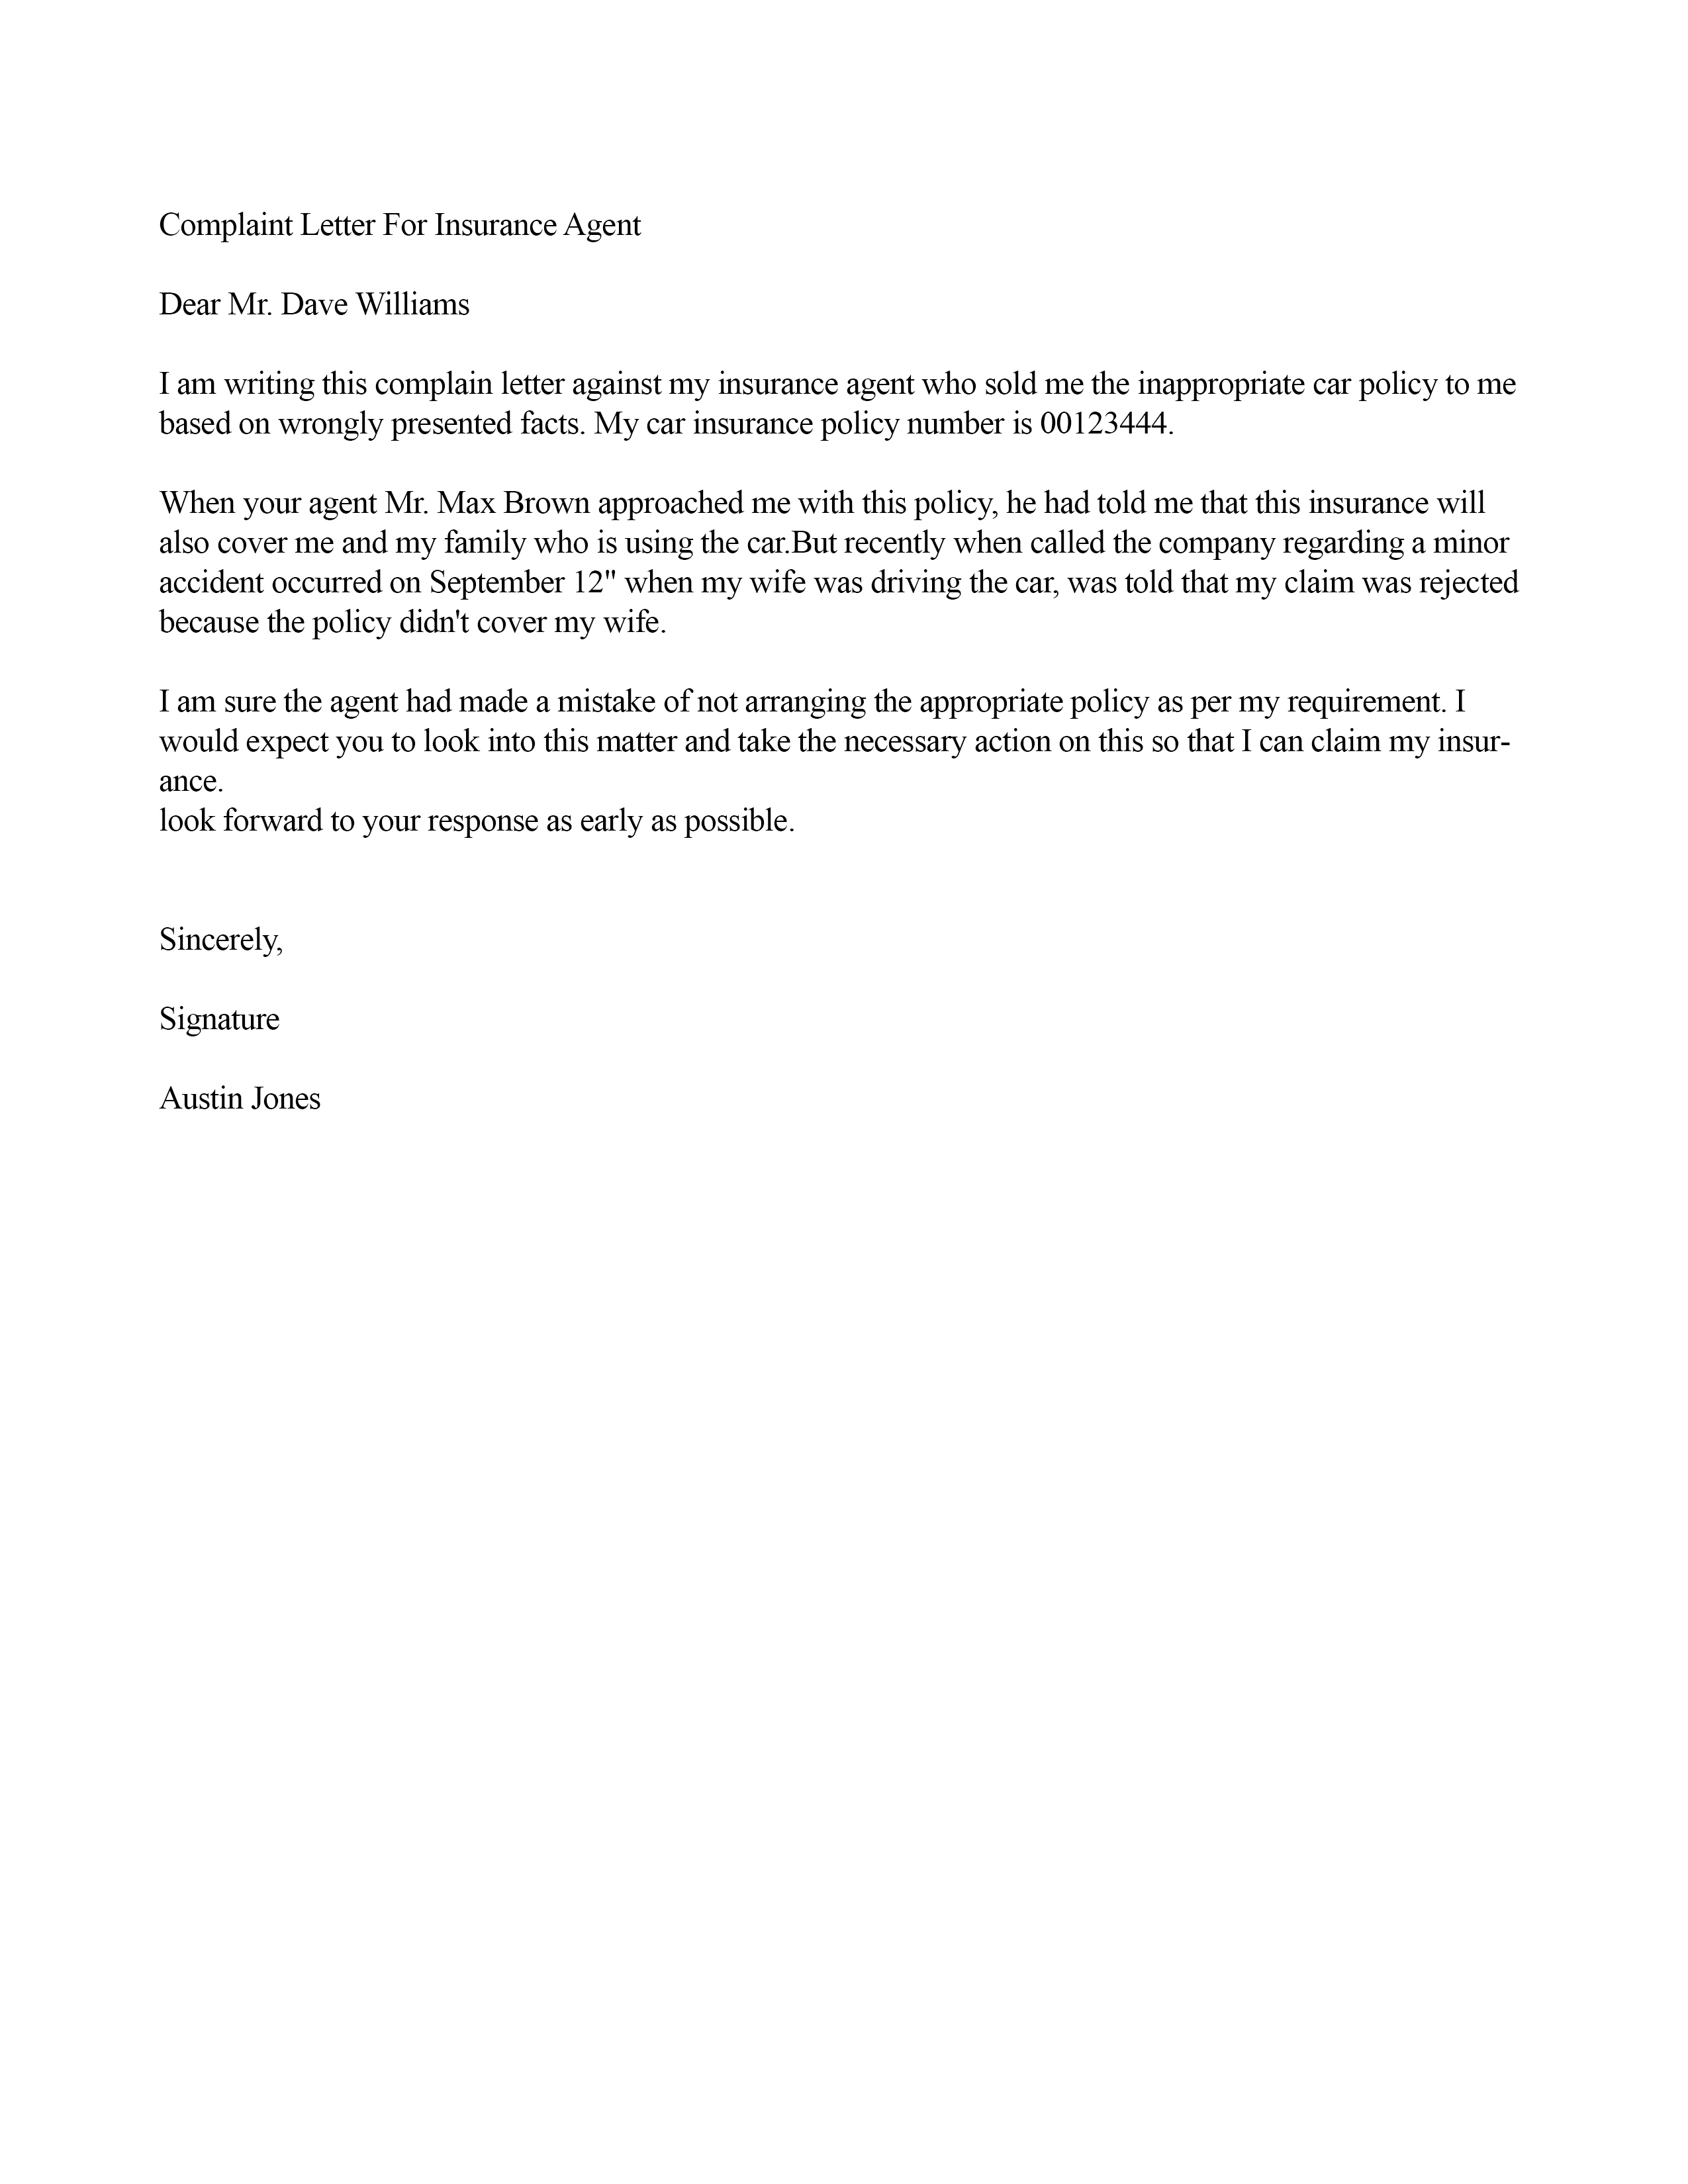 Complaint Letter For Insurance Agent
Dear Mr. Dave Williams
I am writing this complain letter against my insurance agent who sold me the inappropriate car policy to me
based on wrongly presented facts. My car insurance policy number is 00123444.
When your agent Mr. Max Brown approached me with this policy, he had told me that this insurance will
also cover me and my family who is using the car.But recently when called the company regarding a minor
accident occurred on September 12" when my wife was driving the car, was told that my claim was rejected
because the policy didn't cover my wife.
I am sure the agent had made a mistake of not arranging the appropriate policy as per my requirement. I
would expect you to look into this matter and take the necessary action on this so that I can claim my insur-
ance.
look forward to your response as early as possible.
Sincerely,
Signature
Austin Jones